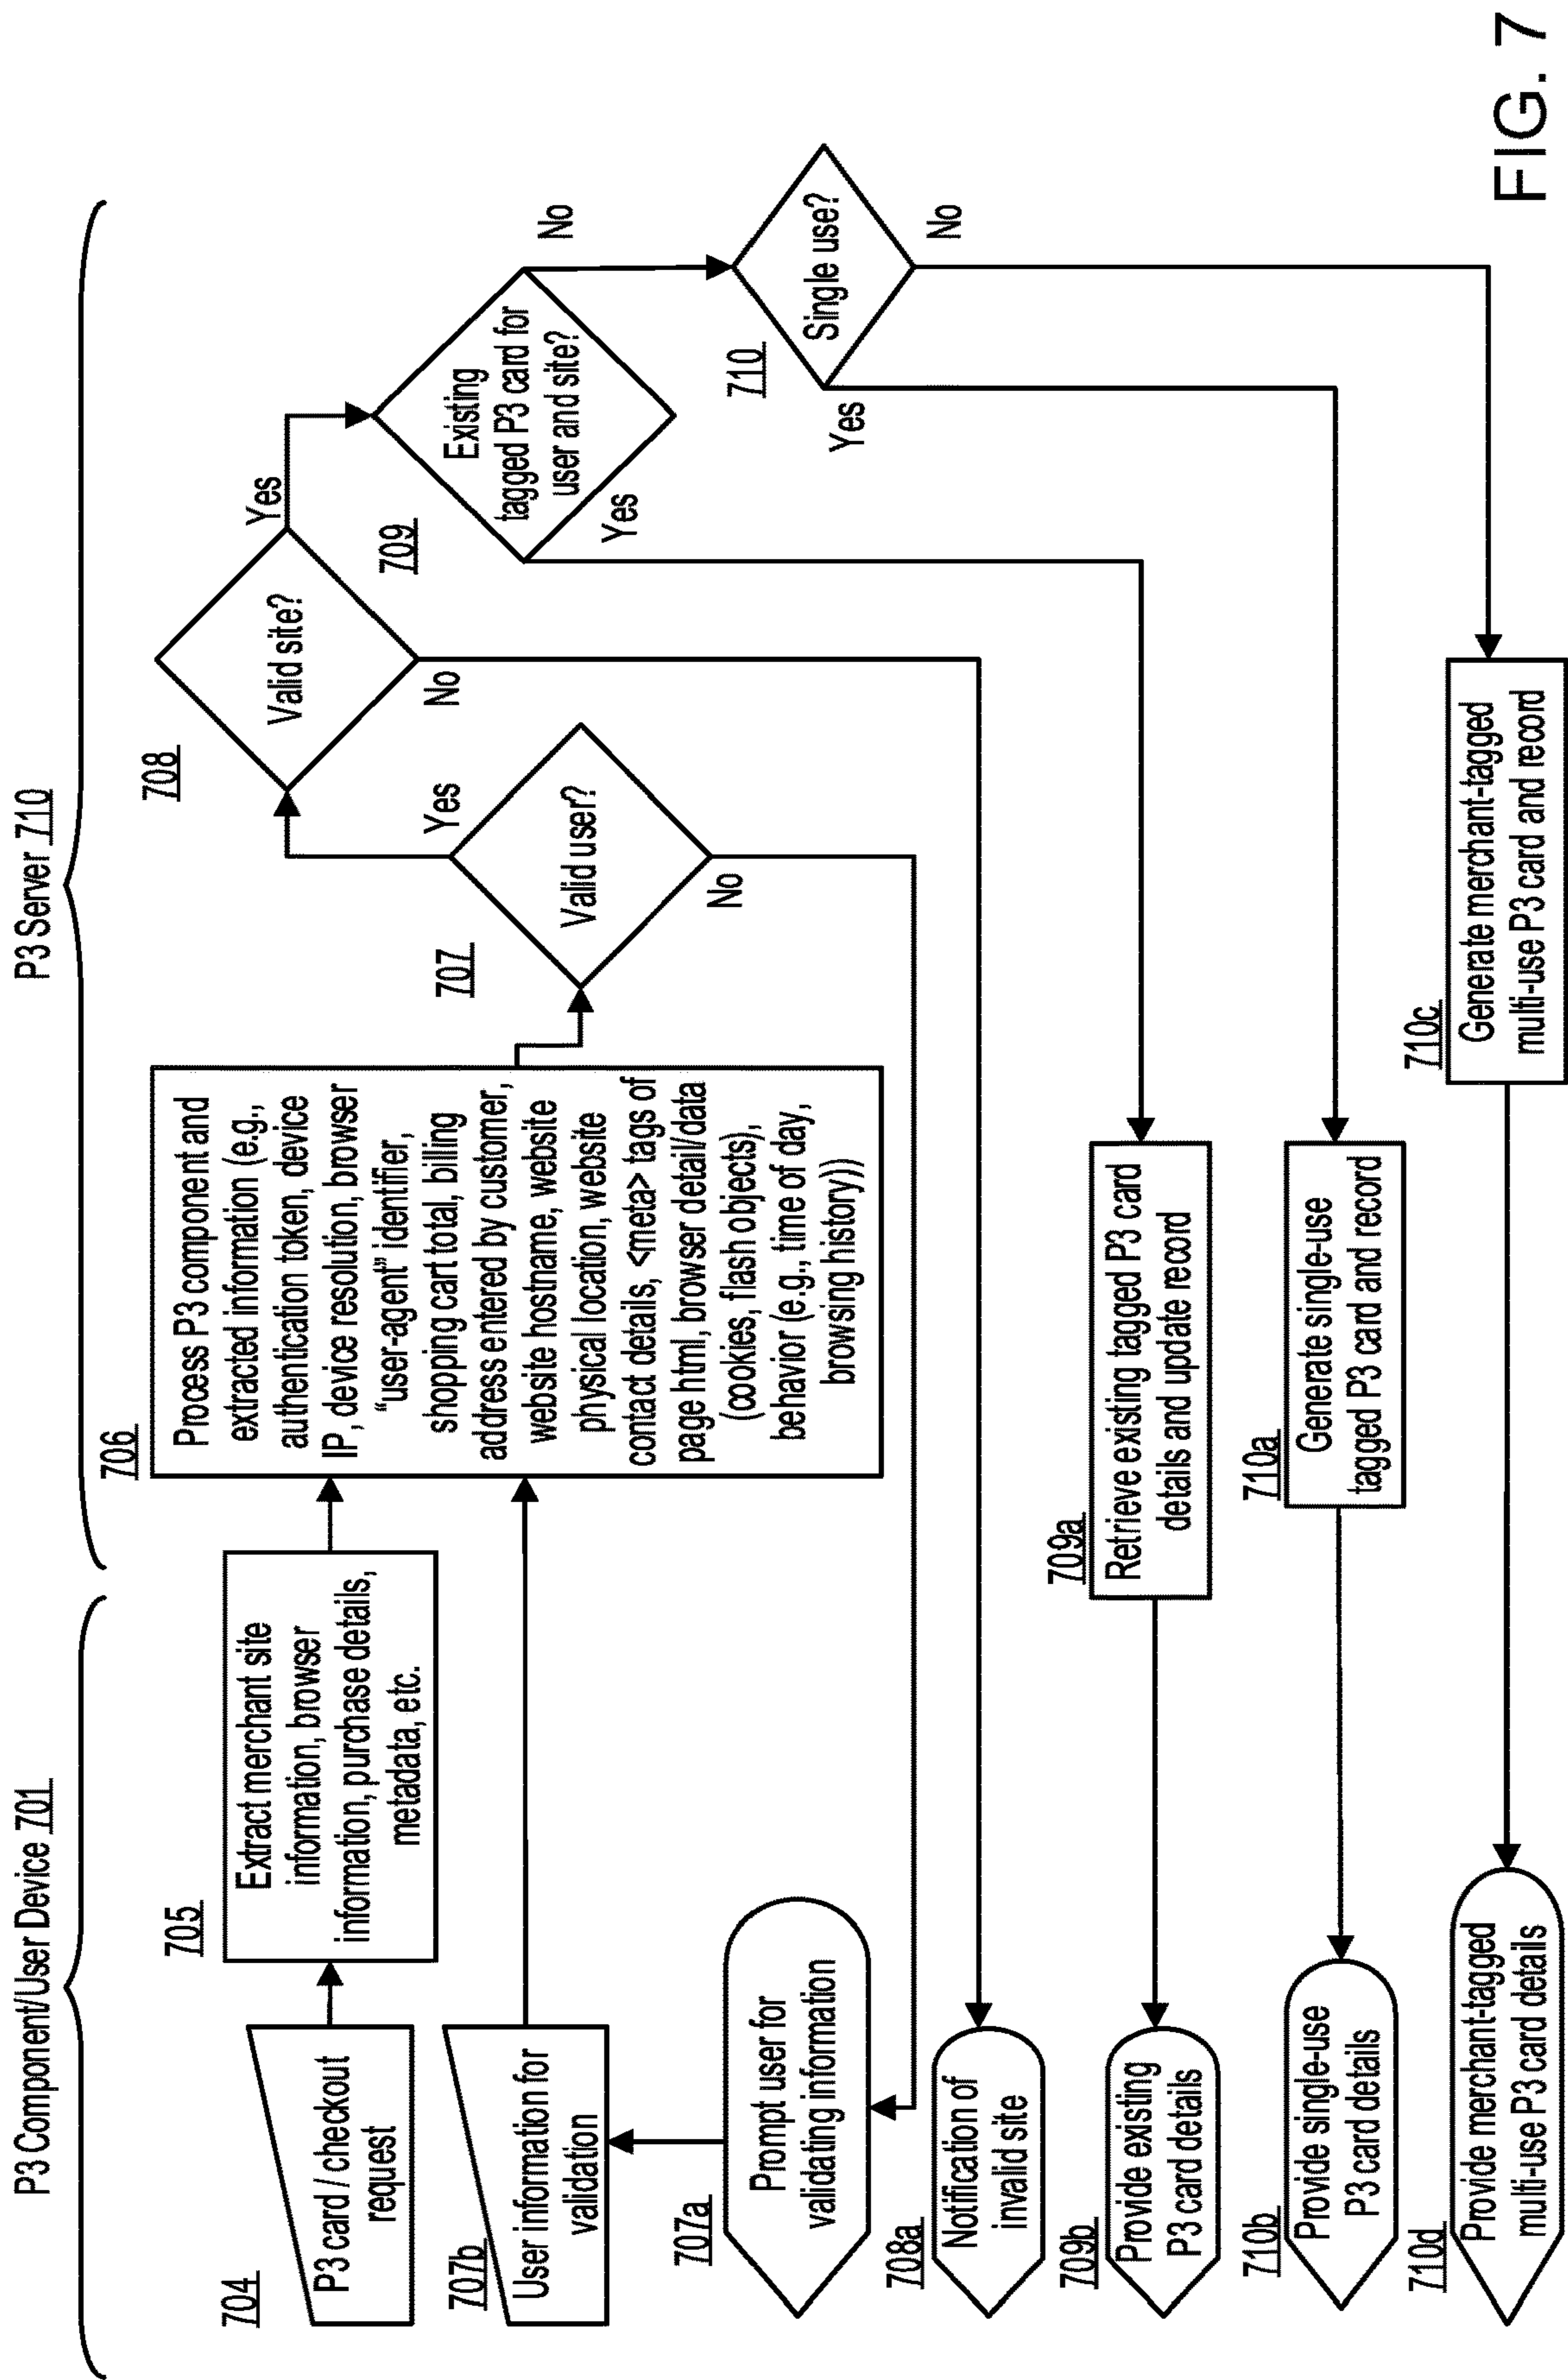 P3 Component/User Device 701
P3 Server 710
704
P3 card / checkout
request
705
Extract merchant site
information, browser
information, purchase details,
metadata, etc.
706
Process P3 component and
extracted information (e.g.,
authentication token, device
IP, device resolution, browser
“user-agent” identifier,
shopping cart total, billing
address entered by customer,
website hostname, website
physical location, website
contact details, <meta> tags of
page html, browser detail/data
(cookies, flash objects),
behavior (e.g., time of day,
browsing history))
707
Valid user?
Yes
No
708
Valid site?
Yes
No
709
Existing
tagged P3 card for
user and site?
Yes
No
710
Single use?
Yes
No
707b
User information for
validation
707a
Prompt user for
validating information
708a
Notification of
invalid site
709a
Retrieve existing tagged P3 card
details and update record
709b
Provide existing
P3 card details
710a
Generate single-use
tagged P3 card and record
710b
Provide single-use
P3 card details
710c
Generate merchant-tagged
multi-use P3 card and record
710d
Provide merchant-tagged
multi-use P3 card details
FIG. 7